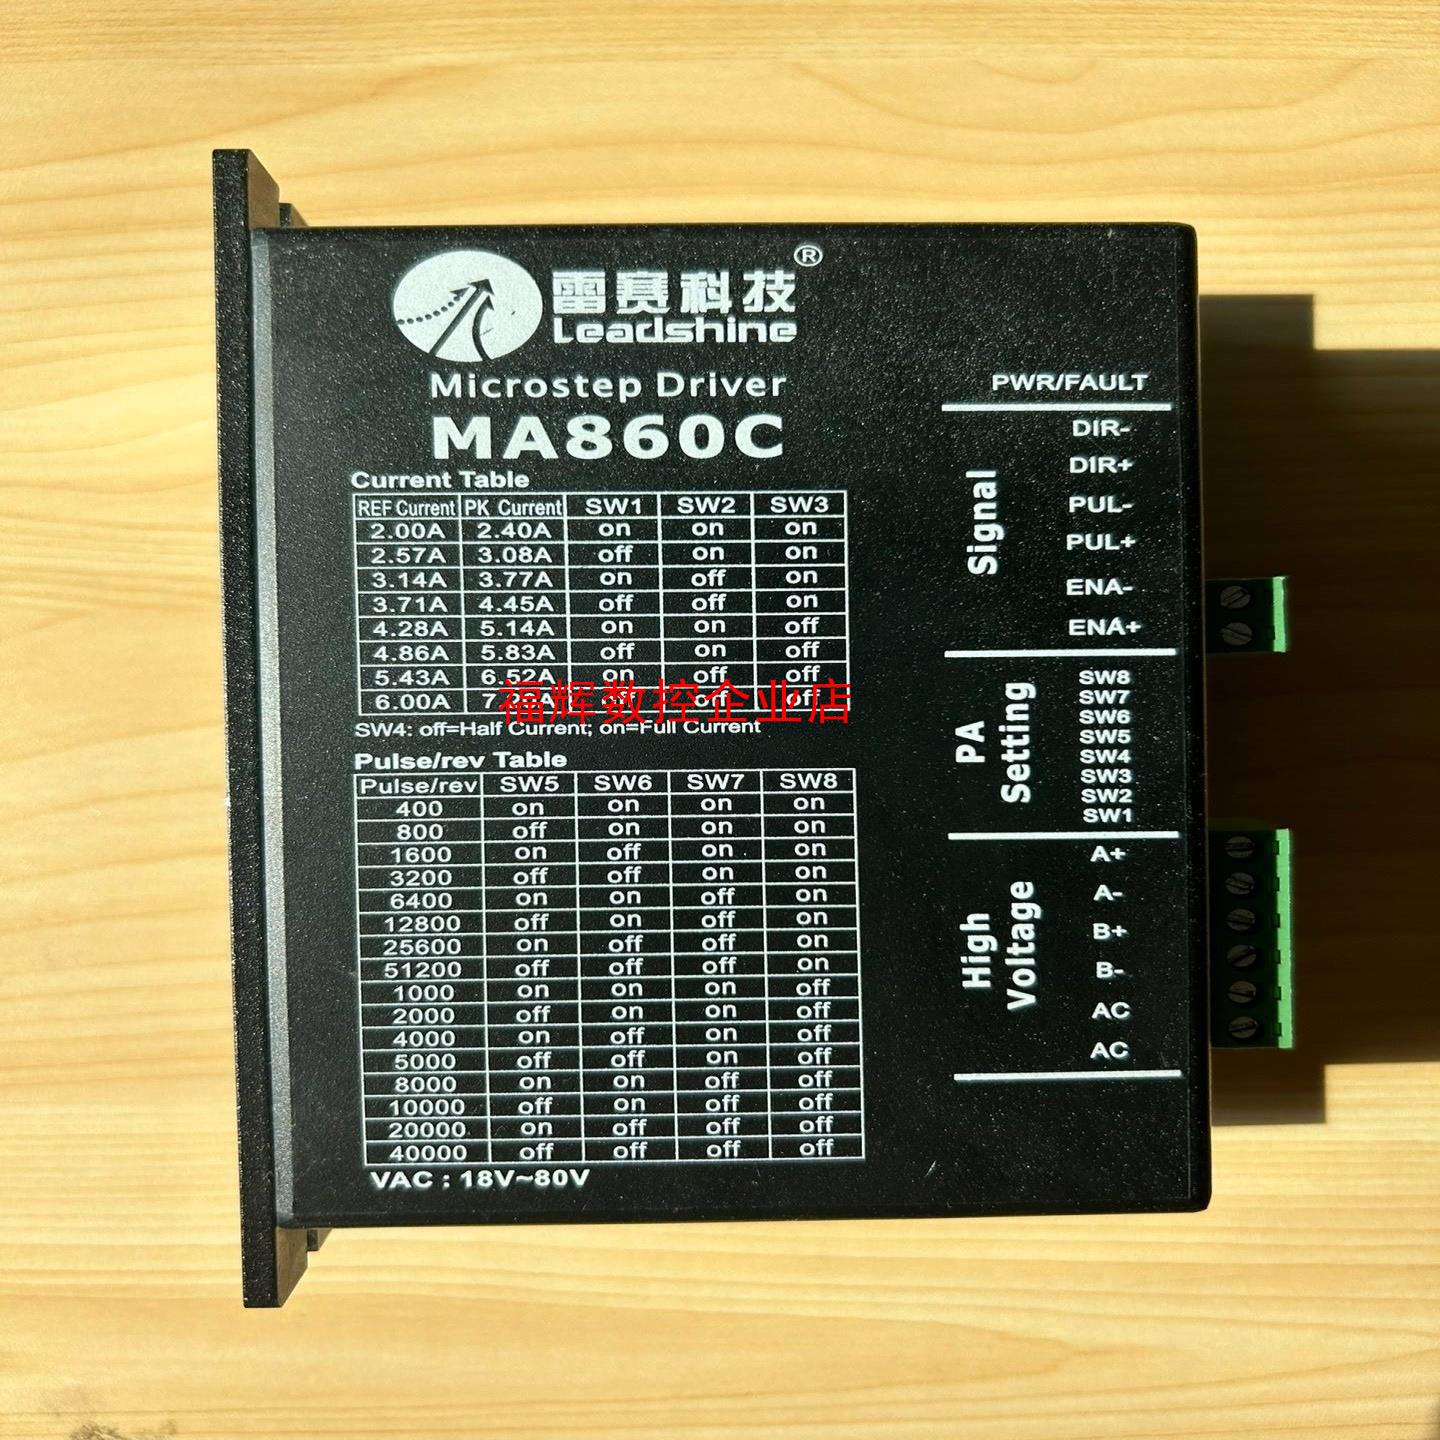 雷赛科技®
Leadshine
Microstep Driver
MA860C
Current Table
REF Current PK Current SW1 SW2 SW3
2.00A 2.40A on on on
2.57A 3.08A off on on
3.14A 3.77A on off on
3.71A 4.45A off off on
4.28A 5.14A on on off
4.86A 5.83A off on off
5.43A 6.52A on off off
6.00A off off
福辉数控企业店
SW4: off=Half Current; on=Full Current
Pulse/rev Table
Pulse/rev SW5 SW6 SW7 SW8
400 on on on on
800 off on on on
1600 on off on on
3200 off off on on
6400 on on off on
12800 off on off on
25600 on off off on
51200 off off off on
1000 on on on off
2000 off on on off
4000 on off on off
5000 off off on off
8000 on on off off
10000 off on off off
20000 on off off off
40000 off off off off
VAC : 18V~80V
PWR/FAULT
Signal
DIR-
DIR+
PUL-
PUL+
ENA-
ENA+
PA
Setting
SW8
SW7
SW6
SW5
SW4
SW3
SW2
SW1
High
Voltage
A+
A-
B+
B-
AC
AC